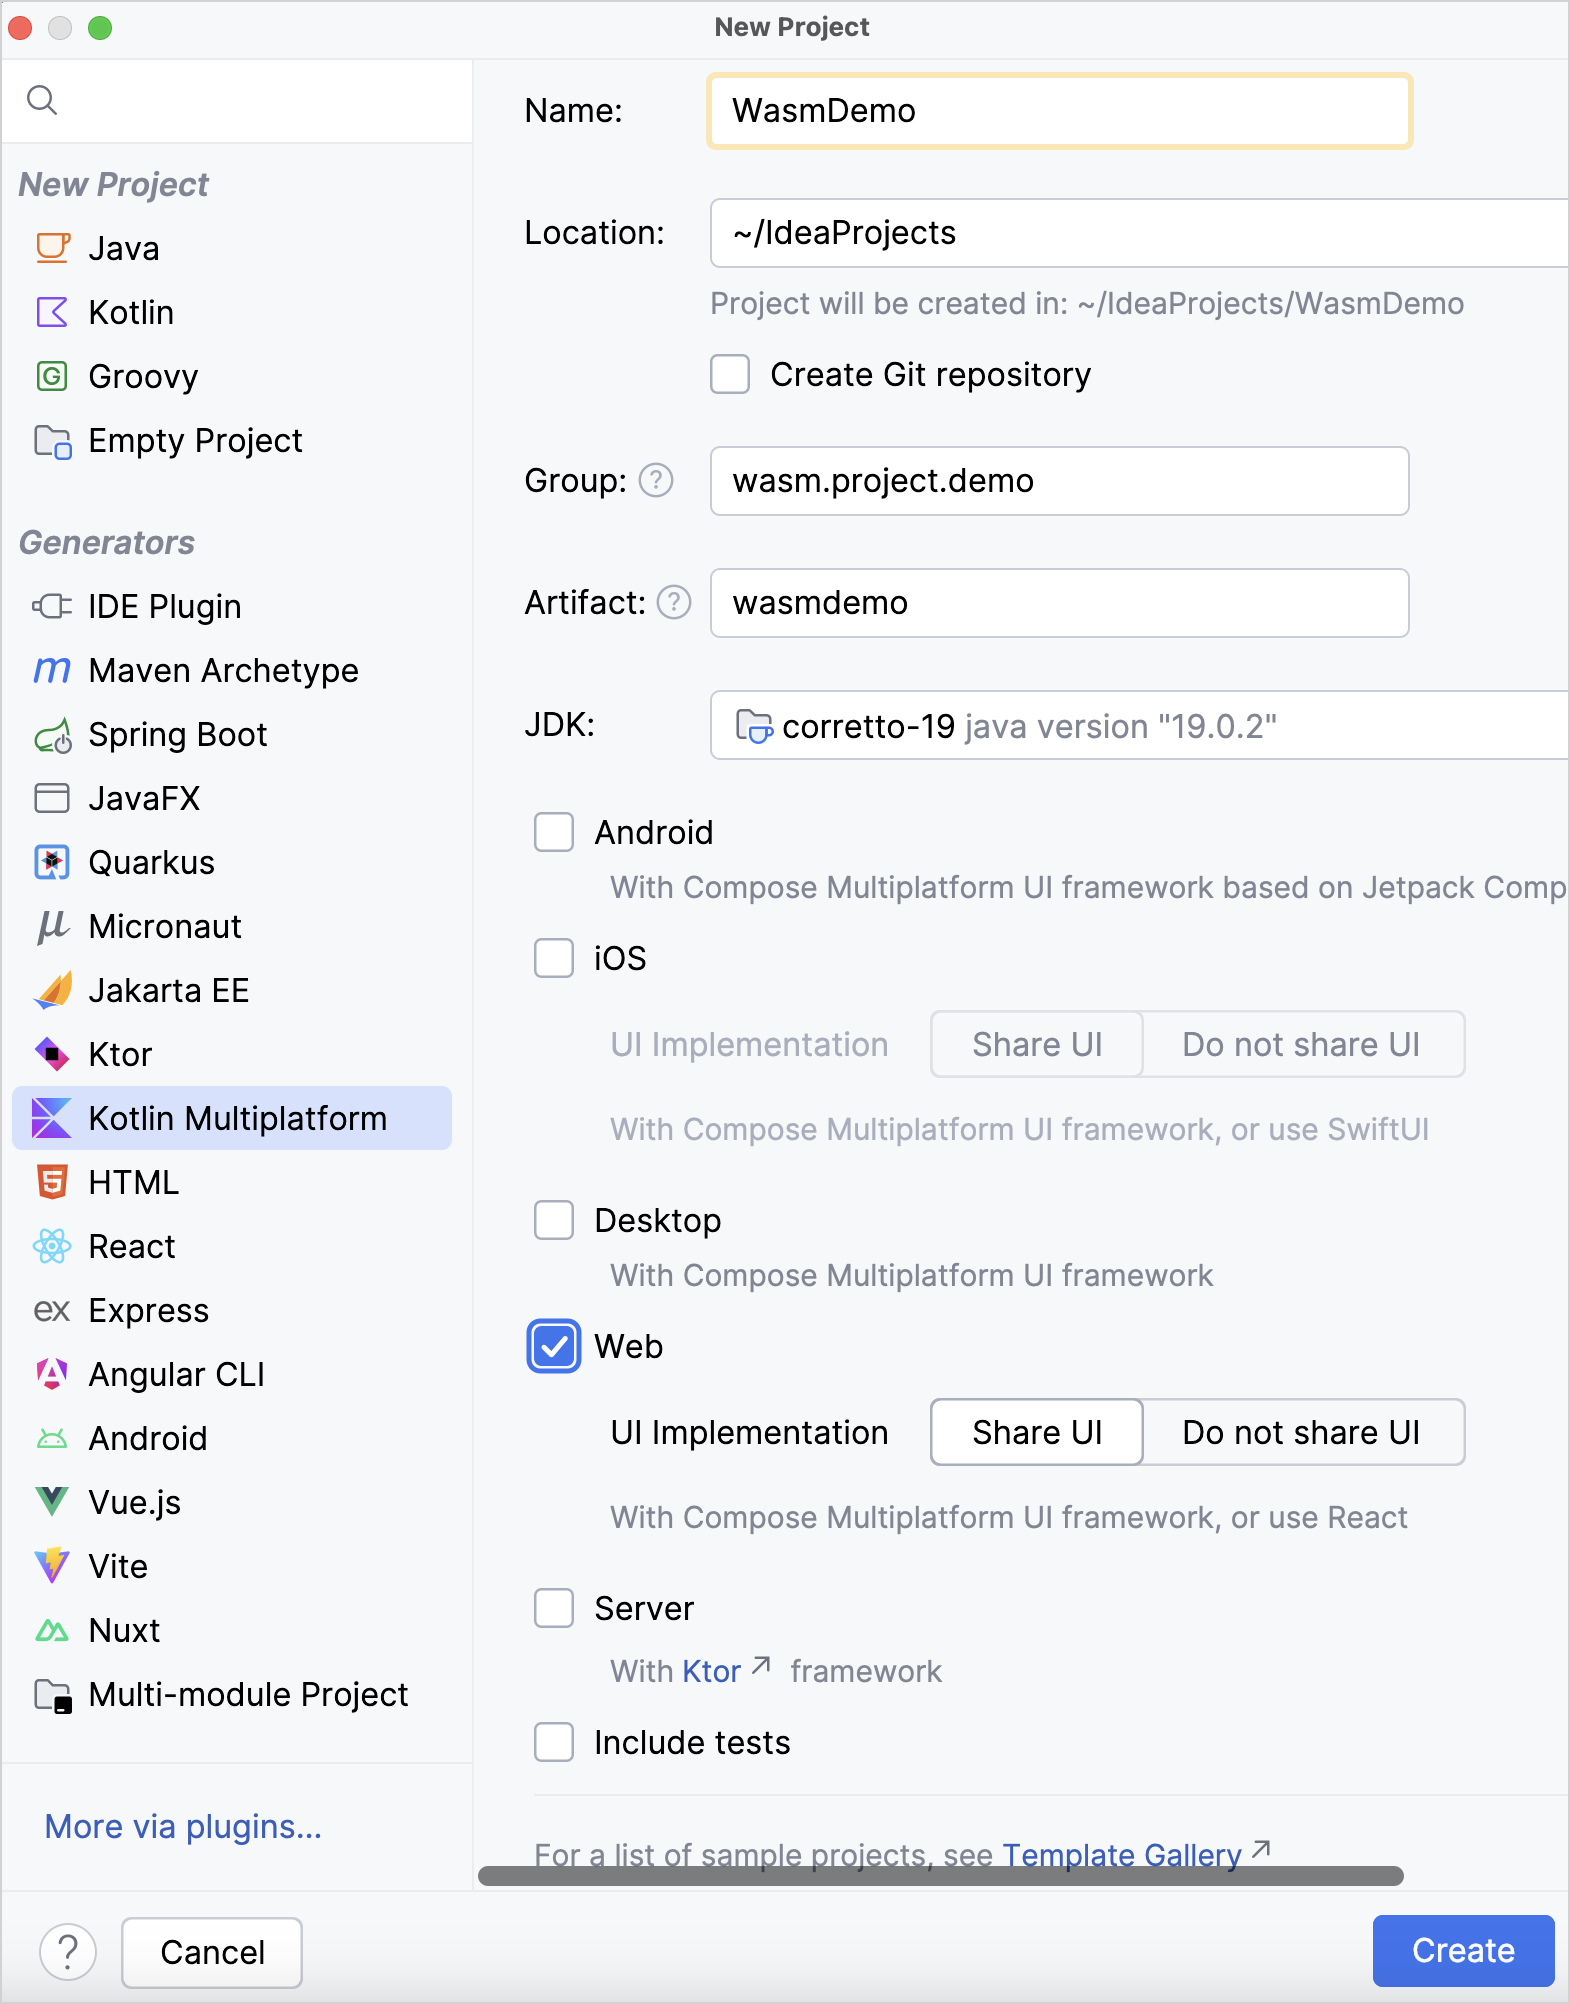 New Project
New Project
Java
Kotlin
G Groovy
Empty Project
Generators
IDE Plugin
m Maven Archetype
Spring Boot
JavaFX
Quarkus
μ Micronaut
Jakarta EE
Ktor
Kotlin Multiplatform
5 HTML
React
ex Express
Angular CLI
Android
Vue.js
Vite
Nuxt
Multi-module Project
More via plugins...
Name: WasmDemo
Location: ~/IdeaProjects
Project will be created in: ~/IdeaProjects/WasmDemo
Create Git repository
Group: ? wasm.project.demo
Artifact: ? wasmdemo
JDK: corretto-19 java version "19.0.2"
Android
With Compose Multiplatform UI framework based on Jetpack Comp
iOS
UI Implementation Share UI Do not share UI
With Compose Multiplatform UI framework, or use SwiftUI
Desktop
With Compose Multiplatform UI framework
Web
UI Implementation Share UI Do not share UI
With Compose Multiplatform UI framework, or use React
Server
With Ktor ↗ framework
Include tests
For a list of sample projects, see Template Gallery ↗
? Cancel Create